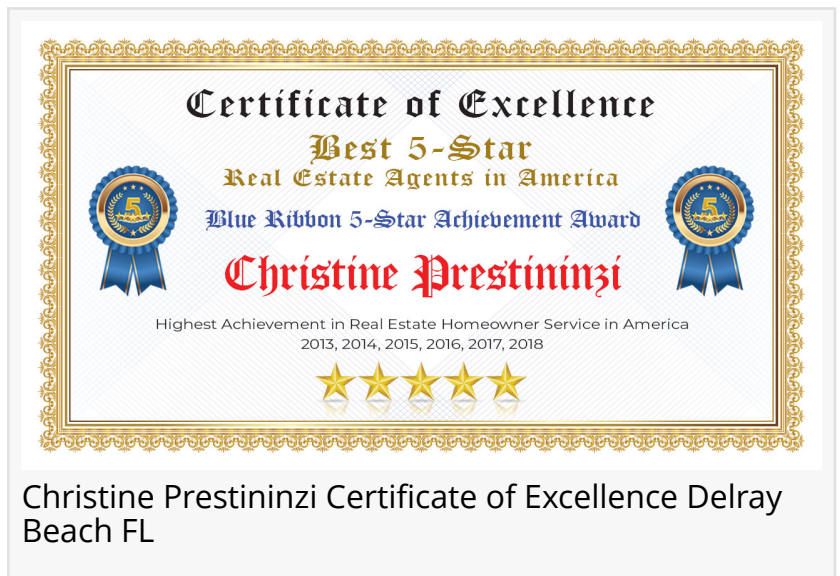 Certificate of Excellence
Best 5-Star
Real Estate Agents in America
Blue Ribbon 5-Star Achievement Award
5
5
Christine Prestininzi
Highest Achievement in Real Estate Homeowner Service in America
2013, 2014, 2015, 2016, 2017, 2018
Christine Prestininzi Certificate of Excellence Delray
Beach FL